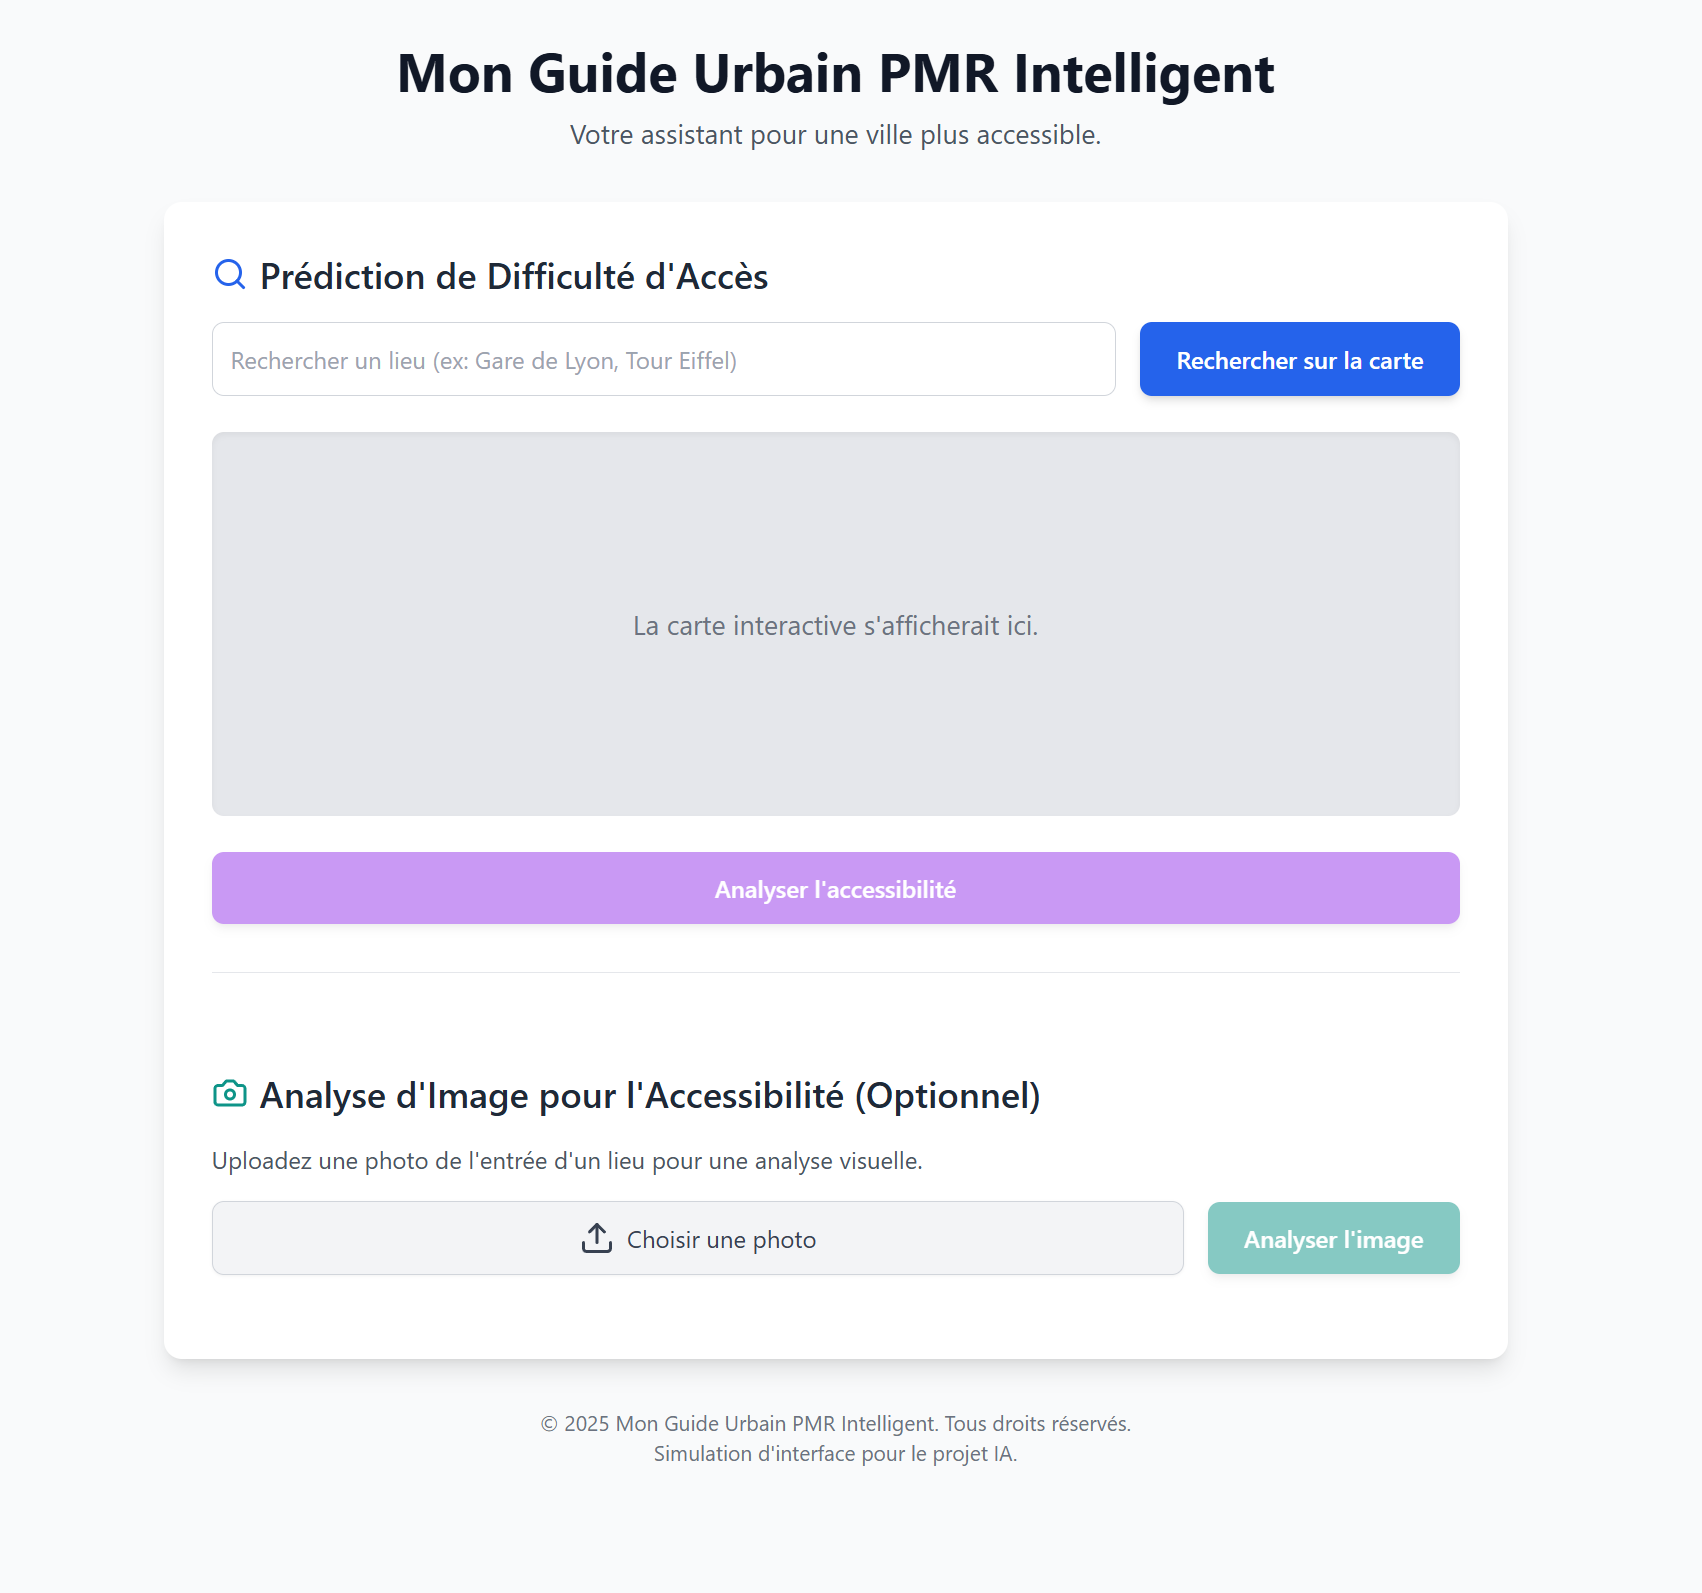 Mon Guide Urbain PMR Intelligent
Votre assistant pour une ville plus accessible.
Prédiction de Difficulté d'Accès
Rechercher un lieu (ex: Gare de Lyon, Tour Eiffel)
Rechercher sur la carte
La carte interactive s'afficherait ici.
Analyser l'accessibilité
Analyse d'Image pour l'Accessibilité (Optionnel)
Uploadez une photo de l'entrée d'un lieu pour une analyse visuelle.
Choisir une photo
Analyser l'image
© 2025 Mon Guide Urbain PMR Intelligent. Tous droits réservés.
Simulation d'interface pour le projet IA.